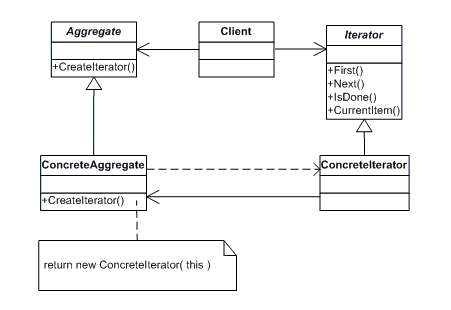 Aggregate
+CreateIterator()
Client
Iterator
+First()
+Next()
+IsDone()
+CurrentItem()
ConcreteAggregate
+CreateIterator()
ConcreteIterator
return new ConcreteIterator( this )